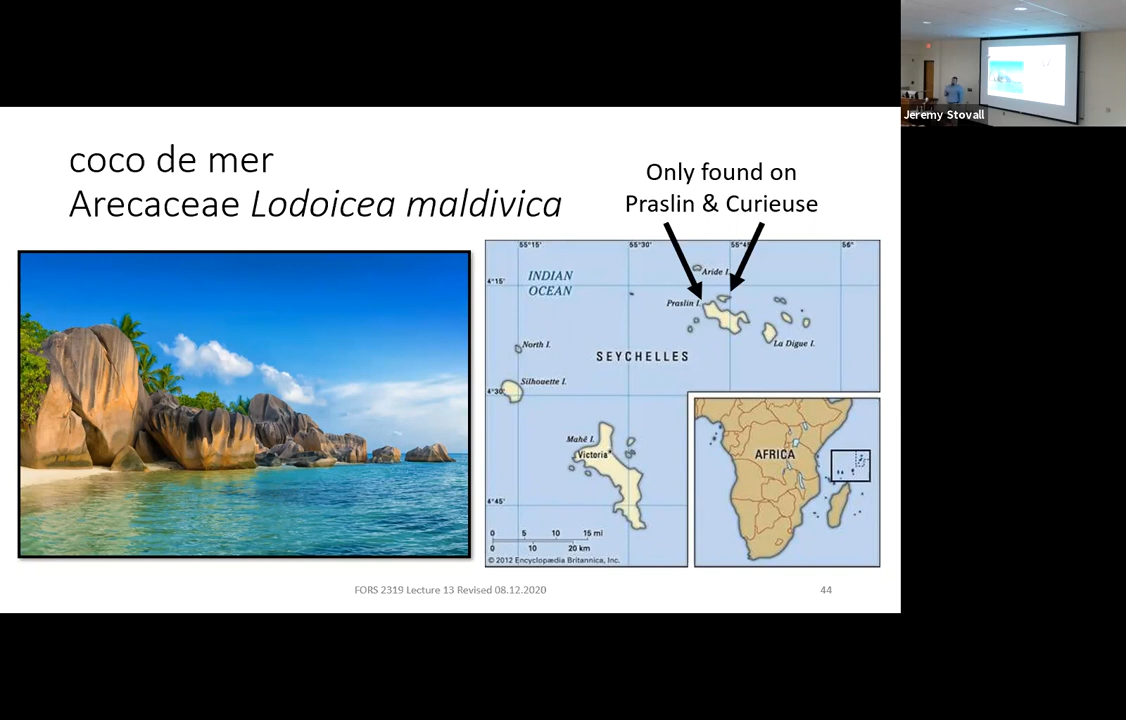 Jeremy Stovall
coco de mer
Arecaceae Lodoicea maldivica
Only found on
Praslin & Curieuse
55°15'
55°30'
55°45'
56°
INDIAN
OCEAN
4°15'
Aride I.
Praslin I.
La Digue I.
North I.
SEYCHELLES
Silhouette I.
4°30'
Mahé I.
Victoria
4°45'
0 5 10 15 mi
0 10 20 km
© 2012 Encyclopædia Britannica, Inc.
AFRICA
FORS 2319 Lecture 13 Revised 08.12.2020
44